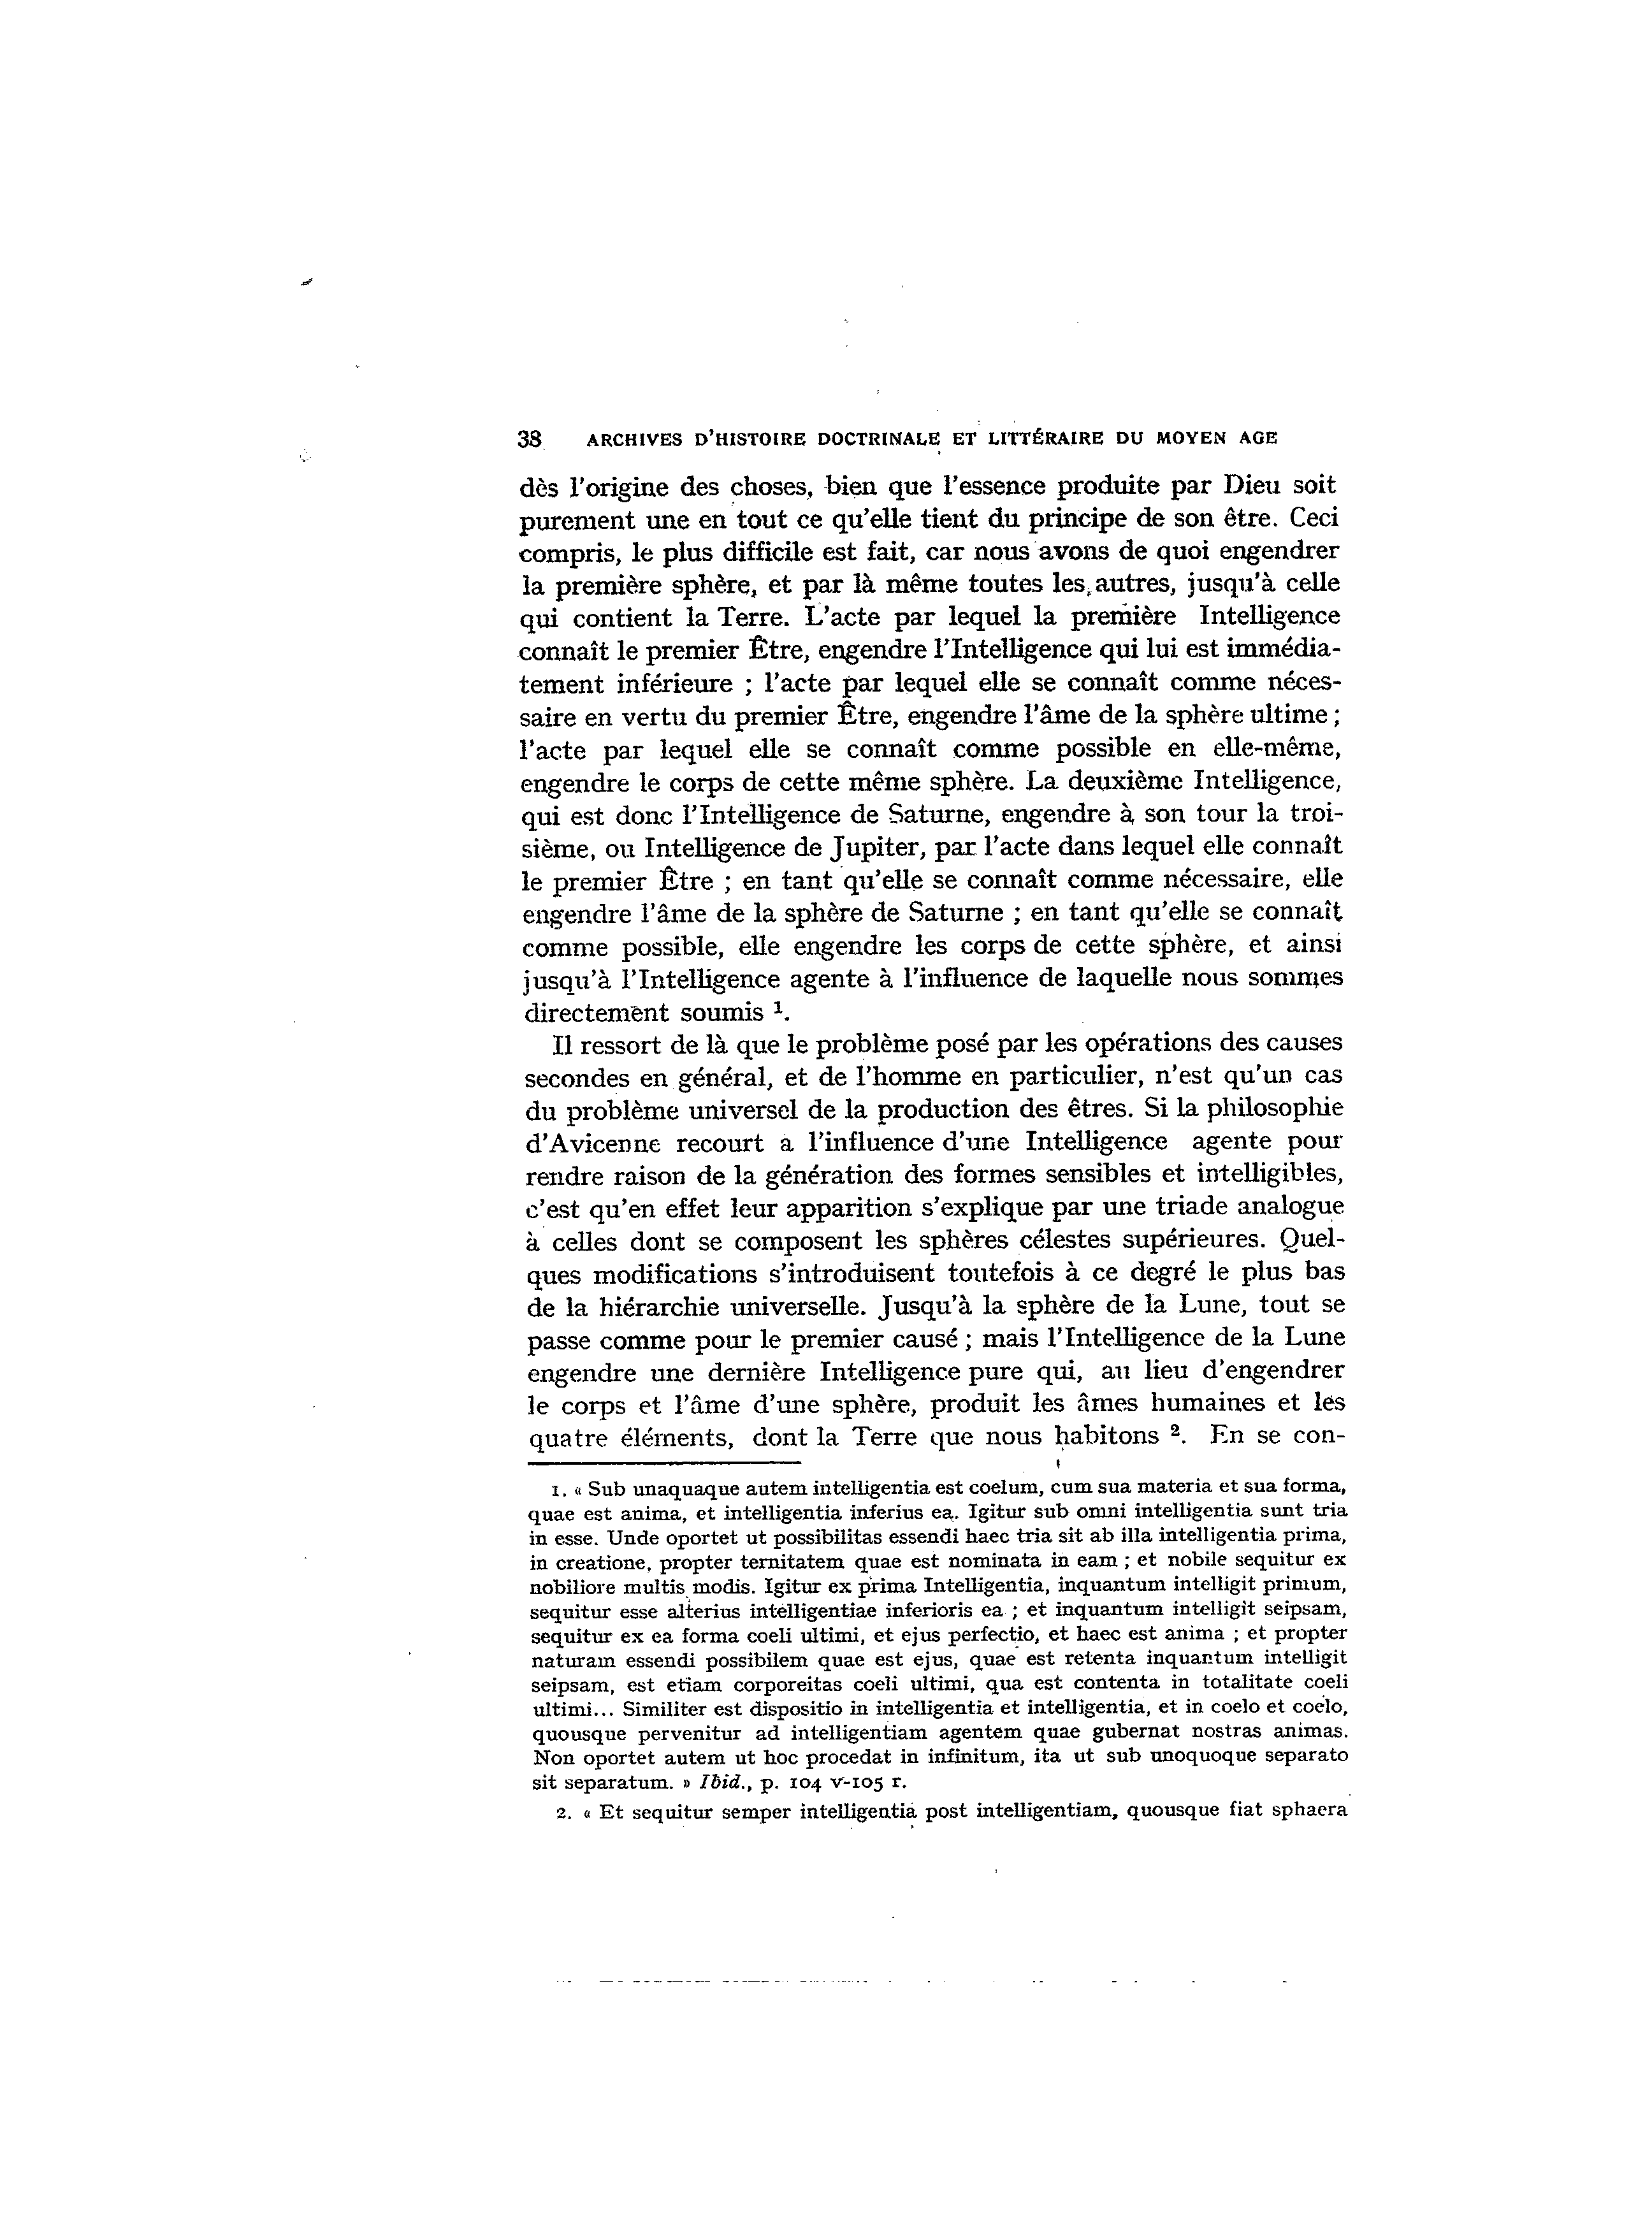 38 ARCHIVES D'HISTOIRE DOCTRINALE ET LITTÉRAIRE DU MOYEN AGE
dès l'origine des choses, bien que l'essence produite par Dieu soit
purement une en tout ce qu'elle tient du principe de son être. Ceci
compris, le plus difficile est fait, car nous avons de quoi engendrer
la première sphère, et par là même toutes les autres, jusqu'à celle
qui contient la Terre. L'acte par lequel la première Intelligence
connaît le premier Être, engendre l'Intelligence qui lui est immédia-
tement inférieure ; l'acte par lequel elle se connaît comme néces-
saire en vertu du premier Être, engendre l'âme de la sphère ultime ;
l'acte par lequel elle se connaît comme possible en elle-même,
engendre le corps de cette même sphère. La deuxième Intelligence,
qui est donc l'Intelligence de Saturne, engendre à son tour la troi-
sième, ou Intelligence de Jupiter, par l'acte dans lequel elle connaît
le premier Être ; en tant qu'elle se connaît comme nécessaire, elle
engendre l'âme de la sphère de Saturne ; en tant qu'elle se connaît
comme possible, elle engendre les corps de cette sphère, et ainsi
jusqu'à l'Intelligence agente à l'influence de laquelle nous sommes
directement soumis 1.
Il ressort de là que le problème posé par les opérations des causes
secondes en général, et de l'homme en particulier, n'est qu'un cas
du problème universel de la production des êtres. Si la philosophie
d'Avicenne recourt à l'influence d'une Intelligence agente pour
rendre raison de la génération des formes sensibles et intelligibles,
c'est qu'en effet leur apparition s'explique par une triade analogue
à celles dont se composent les sphères célestes supérieures. Quel-
ques modifications s'introduisent toutefois à ce degré le plus bas
de la hiérarchie universelle. Jusqu'à la sphère de la Lune, tout se
passe comme pour le premier causé ; mais l'Intelligence de la Lune
engendre une dernière Intelligence pure qui, au lieu d'engendrer
le corps et l'âme d'une sphère, produit les âmes humaines et les
quatre éléments, dont la Terre que nous habitons 2. En se con-
1. « Sub unaquaque autem intelligentia est coelum, cum sua materia et sua forma,
quae est anima, et intelligentia inferius ea. Igitur sub omni intelligentia sunt tria
in esse. Unde oportet ut possibilitas essendi haec tria sit ab illa intelligentia prima,
in creatione, propter ternitatem quae est nominata in eam ; et nobile sequitur ex
nobiliore multis modis. Igitur ex prima Intelligentia, inquantum intelligit primum,
sequitur esse alterius intelligentiae inferioris ea ; et inquantum intelligit seipsam,
sequitur ex ea forma coeli ultimi, et ejus perfectio, et haec est anima ; et propter
naturam essendi possibilem quae est ejus, quae est retenta inquantum intelligit
seipsam, est etiam corporeitas coeli ultimi, qua est contenta in totalitate coeli
ultimi... Similiter est dispositio in intelligentia et intelligentia, et in coelo et coelo,
quousque pervenitur ad intelligentiam agentem quae gubernat nostras animas.
Non oportet autem ut hoc procedat in infinitum, ita ut sub unoquoque separato
sit separatum. » Ibid., p. 104 v-105 r.
2. « Et sequitur semper intelligentia post intelligentiam, quousque fiat sphaera